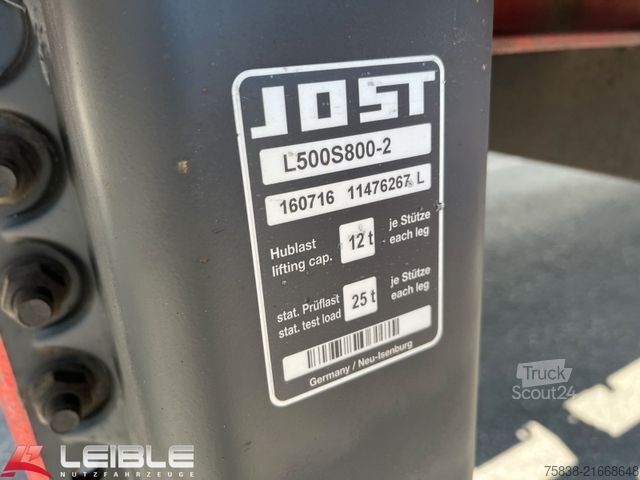 JOST
L500S800-2
160716 11476267 L
Hublast 12 t je Stütze
lifting cap. each leg
stat. Prüflast 25 t je Stütze
stat. test load each leg
Germany / Neu-Isenburg
Truck
Scout24
LEIBLE
NUTZFAHRZEUGE
75838-21668648